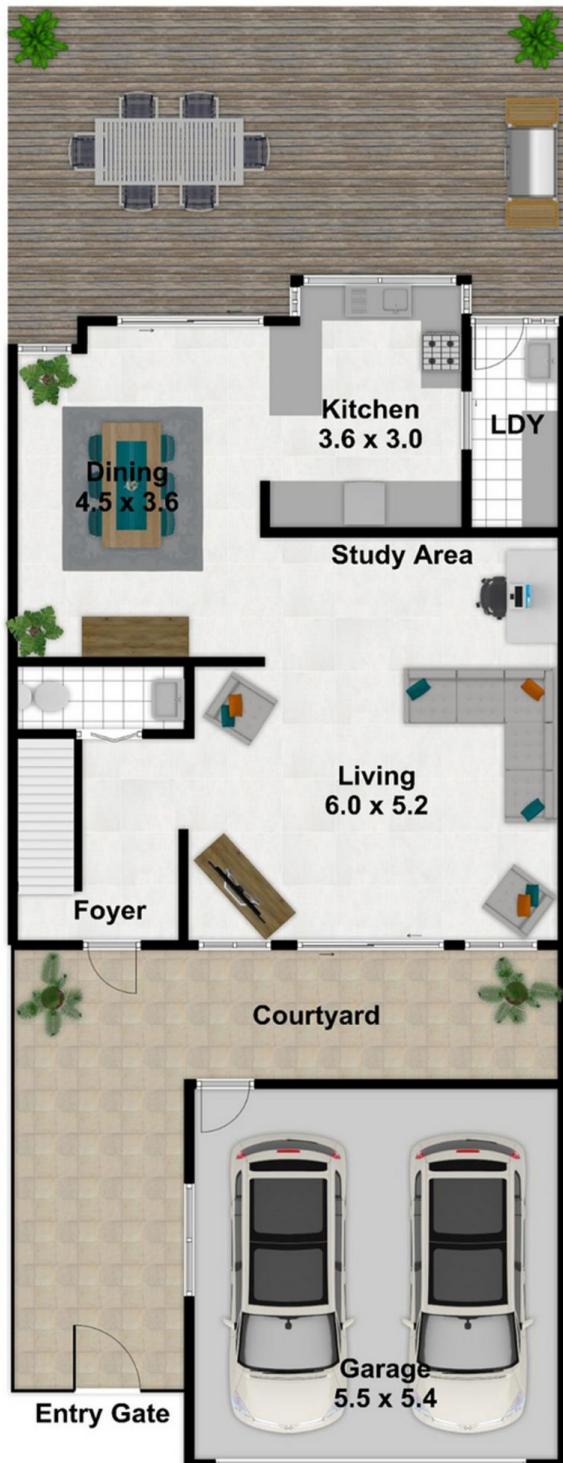 Kitchen
3.6 x 3.0
LDY
Dining
4.5 x 3.6
Study Area
Living
6.0 x 5.2
Foyer
Courtyard
Garage
5.5 x 5.4
Entry Gate